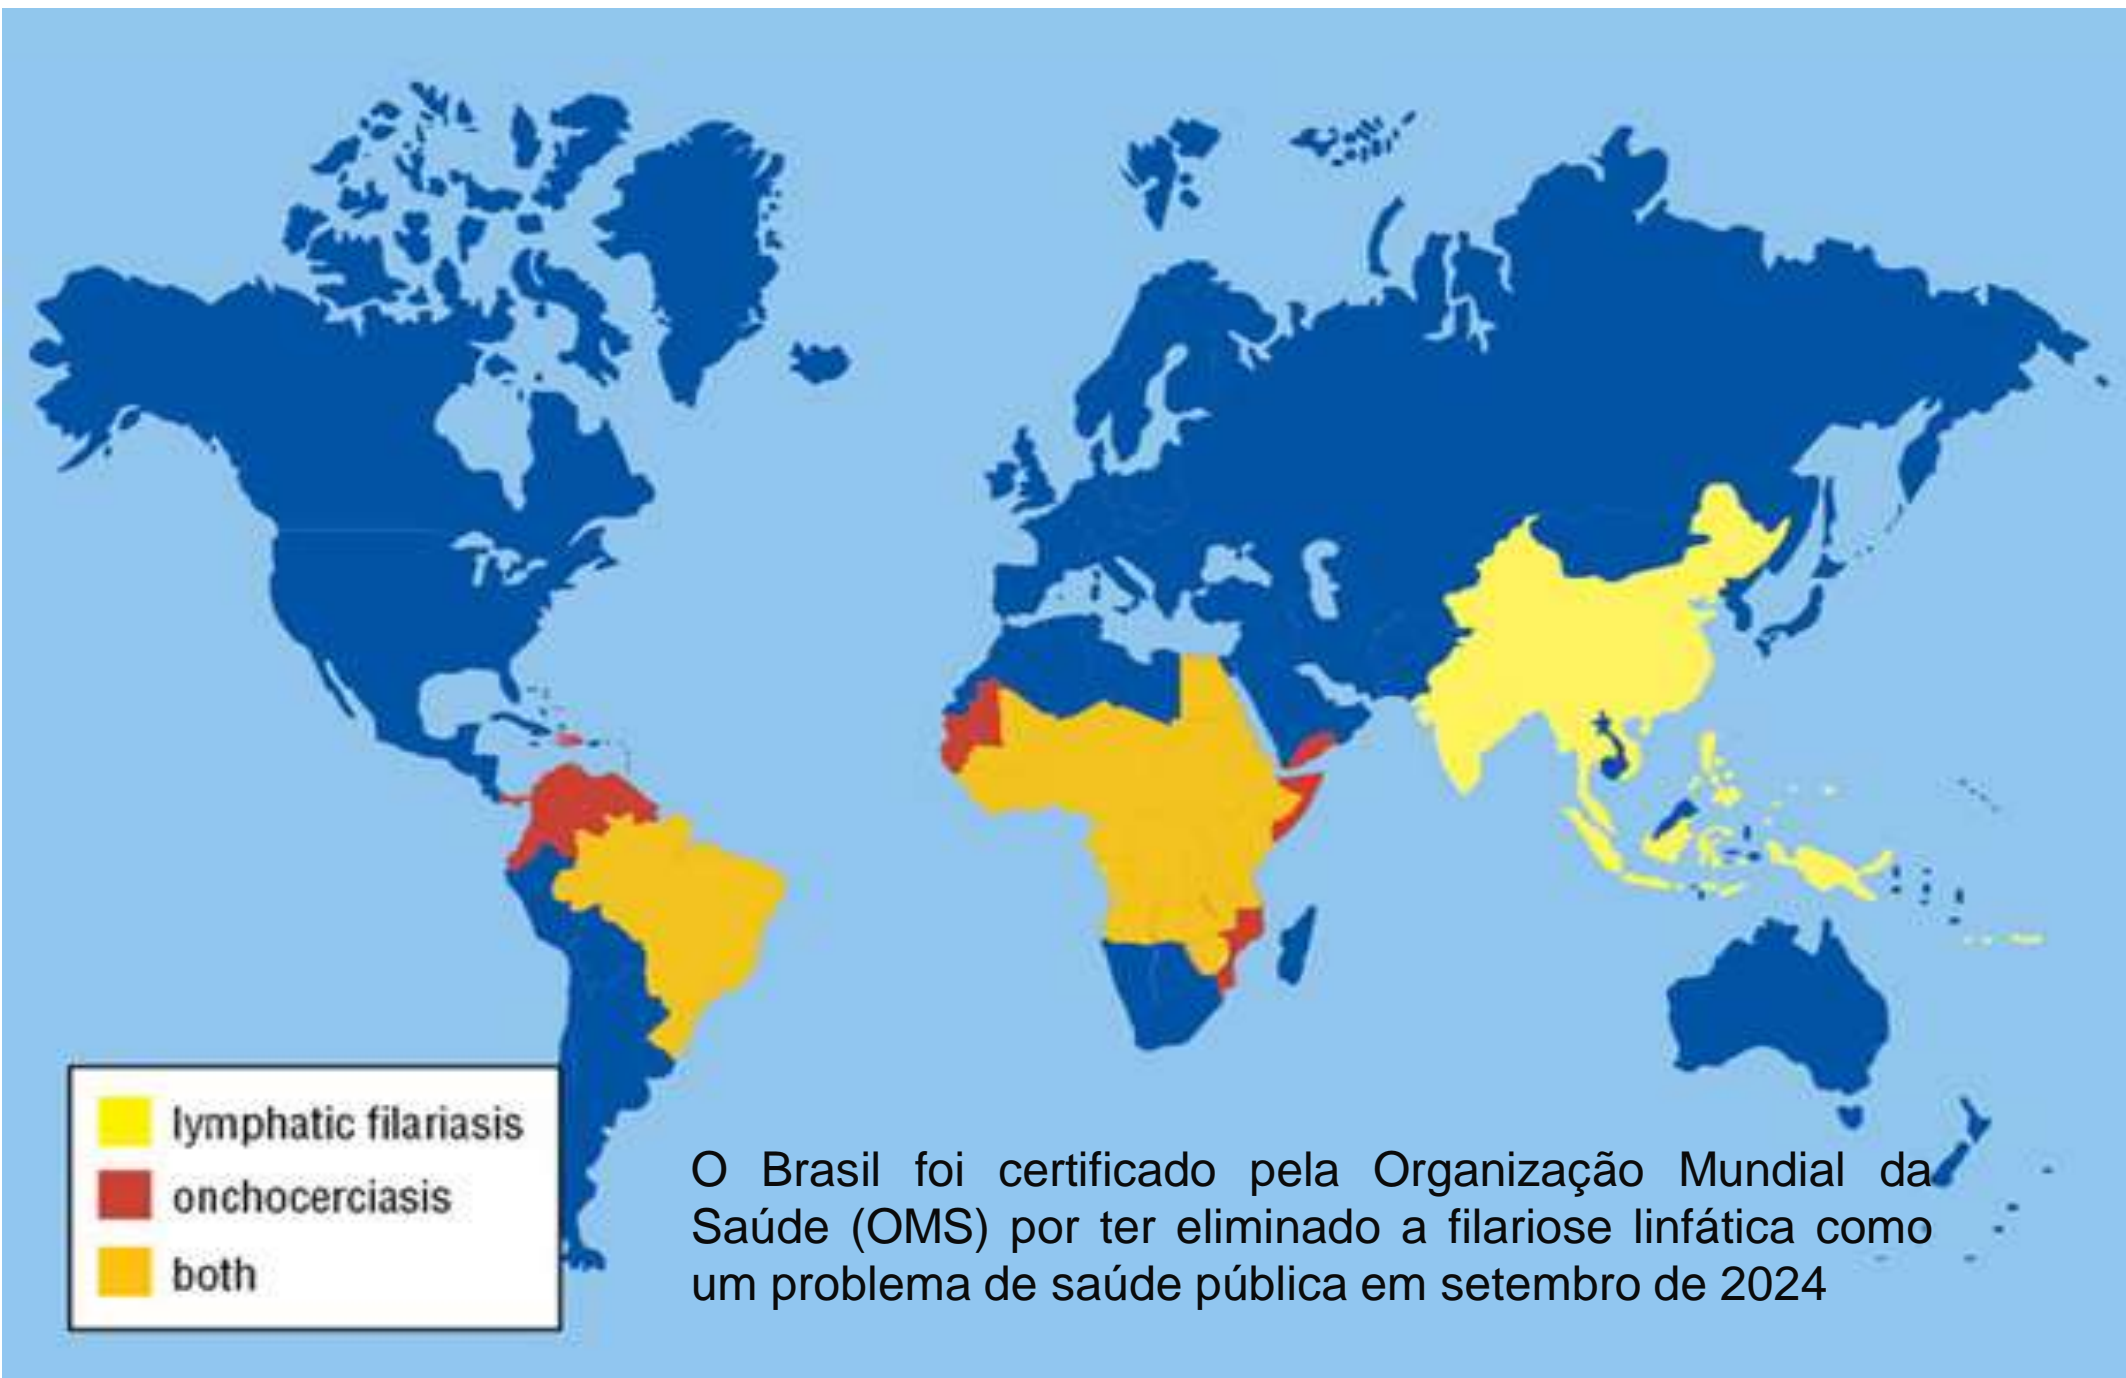 lymphatic filariasis
onchocerciasis
both
O Brasil foi certificado pela Organização Mundial da
Saúde (OMS) por ter eliminado a filariose linfática como
um problema de saúde pública em setembro de 2024